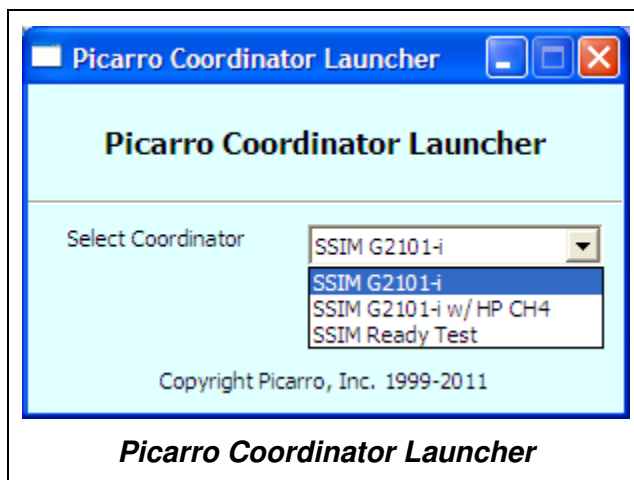 Picarro Coordinator Launcher
Picarro Coordinator Launcher
Select Coordinator
SSIM G2101-i
SSIM G2101-i
SSIM G2101-i w/ HP CH4
SSIM Ready Test
Copyright Picarro, Inc. 1999-2011
Picarro Coordinator Launcher